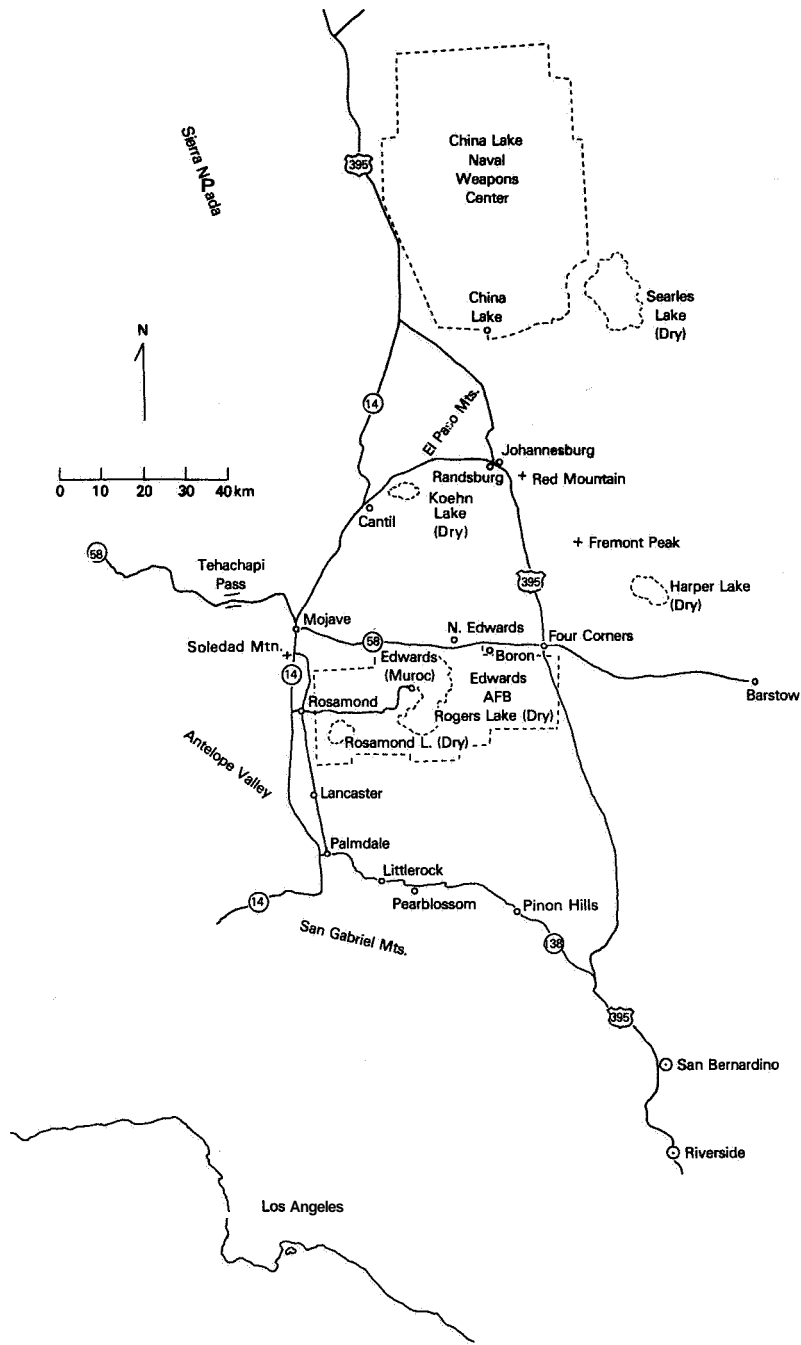 China Lake
Naval
Weapons
Center
395
China
Lake
Searles
Lake
(Dry)
N
14
El Paso Mts.
Johannesburg
Randsburg
Red Mountain
0 10 20 30 40 km
Koehn
Lake
(Dry)
Cantil
Fremont Peak
58
Tehachapi
Pass
395
Harper Lake
(Dry)
Mojave
N. Edwards
Four Corners
58
Soledad Mtn.
Edwards
(Muroc)
Boron
14
Edwards
AFB
Barstow
Rosamond
Rogers Lake (Dry)
Rosamond L. (Dry)
Antelope Valley
Lancaster
Palmdale
Littlerock
Pearblossom
14
Pinon Hills
San Gabriel Mts.
138
395
San Bernardino
Riverside
Los Angeles